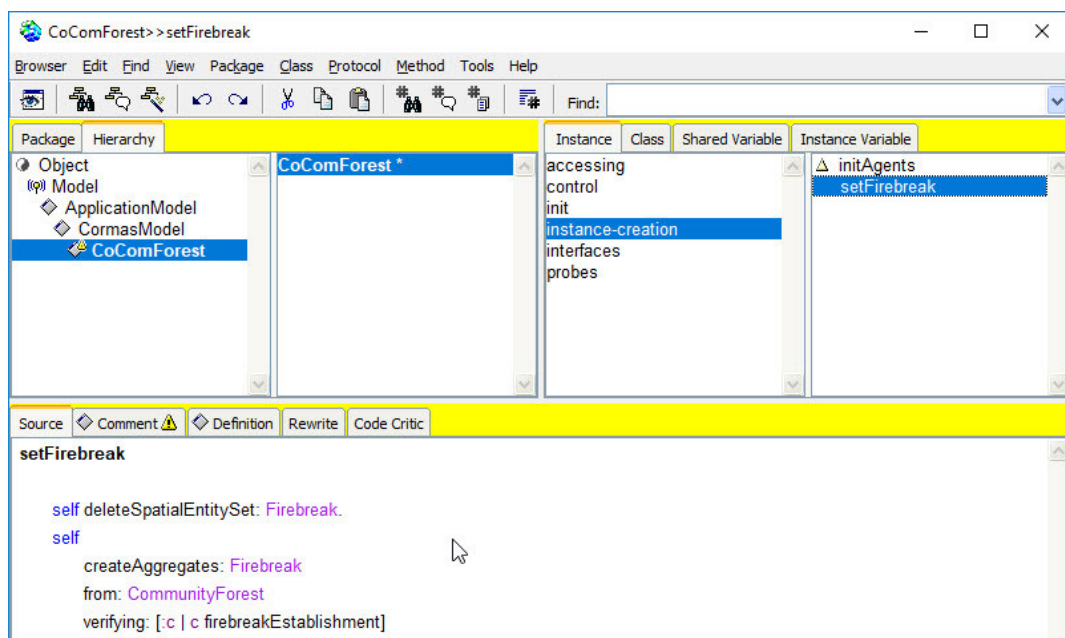 CoComForest>>setFirebreak
Browser Edit Find View Package Class Protocol Method Tools Help
Find:
Package Hierarchy
Instance Class Shared Variable Instance Variable
Object
Model
ApplicationModel
CormasModel
CoComForest
CoComForest *
accessing
control
init
instance-creation
interfaces
probes
initAgents
setFirebreak
Source Comment Definition Rewrite Code Critic
setFirebreak
self deleteSpatialEntitySet: Firebreak.
self
createAggregates: Firebreak
from: CommunityForest
verifying: [:c | c firebreakEstablishment]